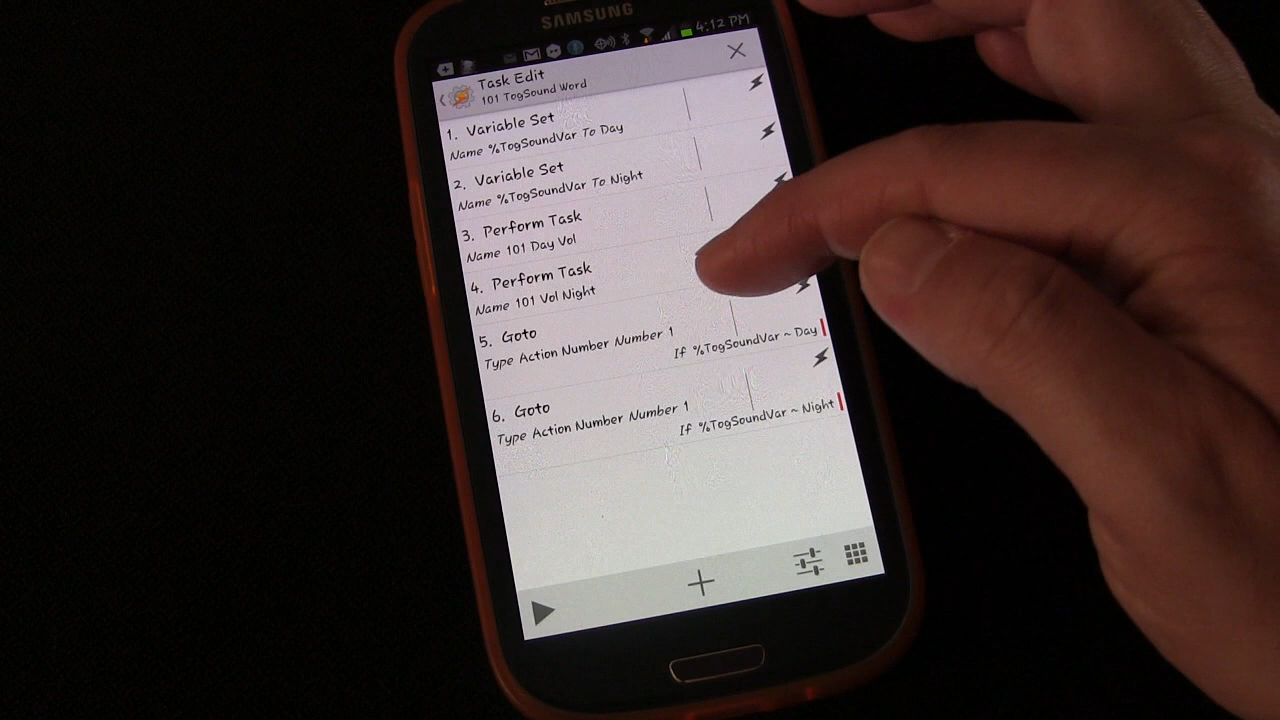 SAMSUNG
4:12 PM
Task Edit
101 TogSound Word
1. Variable Set
Name %TogSoundVar To Day
2. Variable Set
Name %TogSoundVar To Night
3. Perform Task
Name 101 Day Vol
4. Perform Task
Name 101 Vol Night
5. Goto
Type Action Number Number 1
If %TogSoundVar ~ Day
6. Goto
Type Action Number Number 1
If %TogSoundVar ~ Night